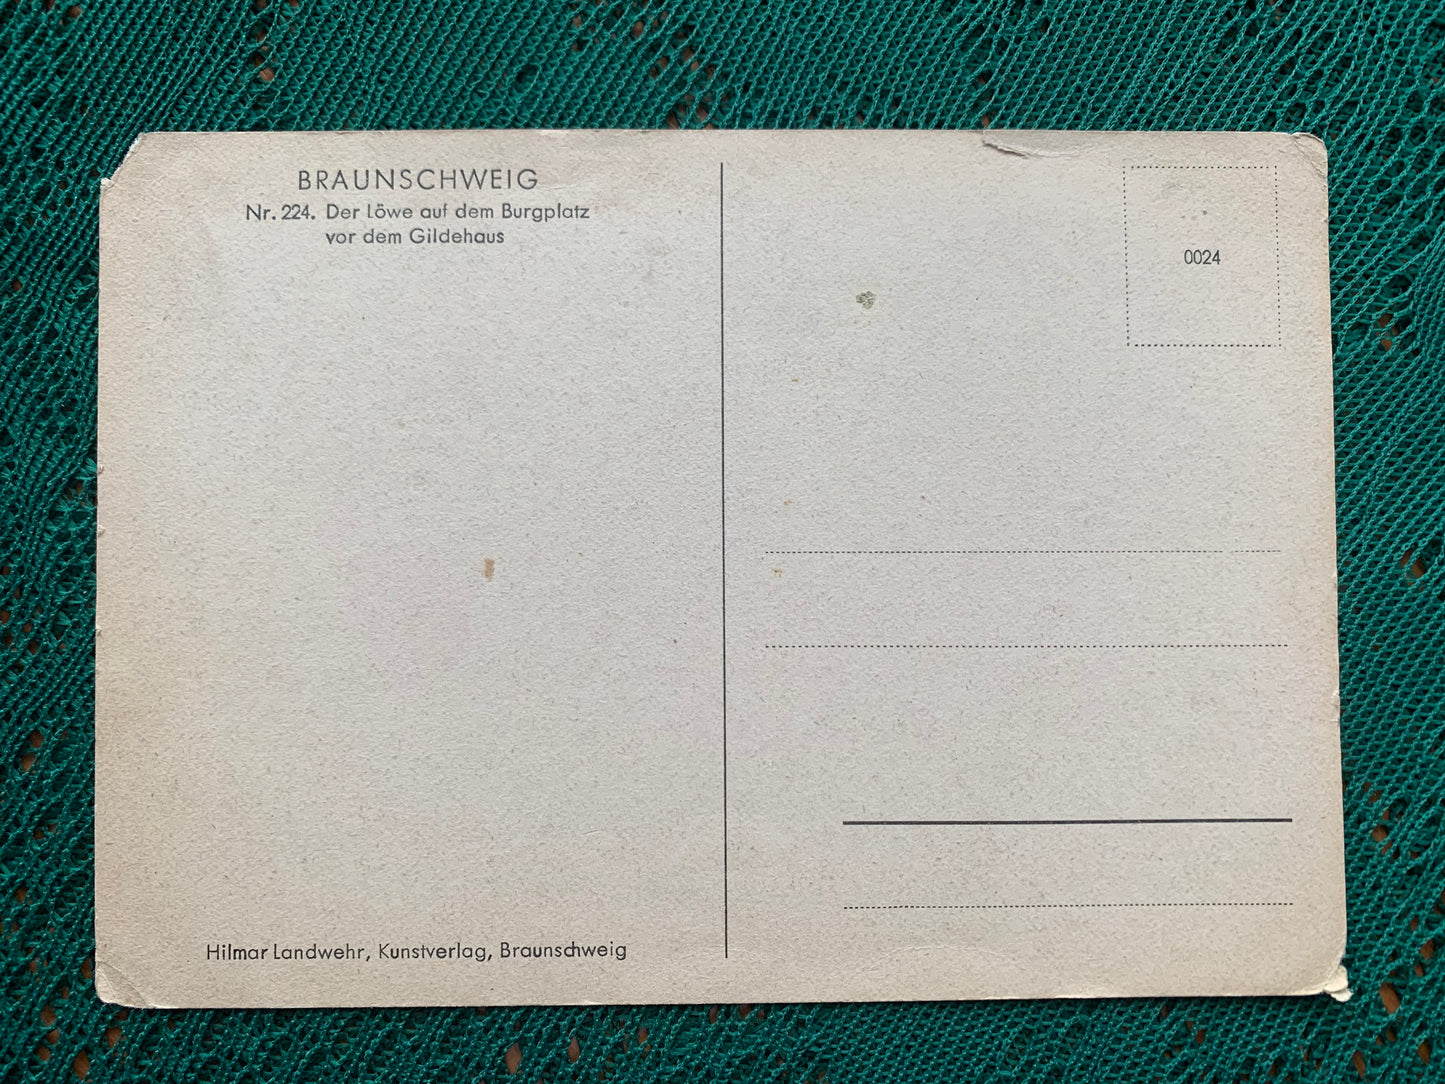 BRAUNSCHWEIG
Nr. 224. Der Löwe auf dem Burgplatz
vor dem Gildehaus
0024
Hilmar Landwehr, Kunstverlag, Braunschweig